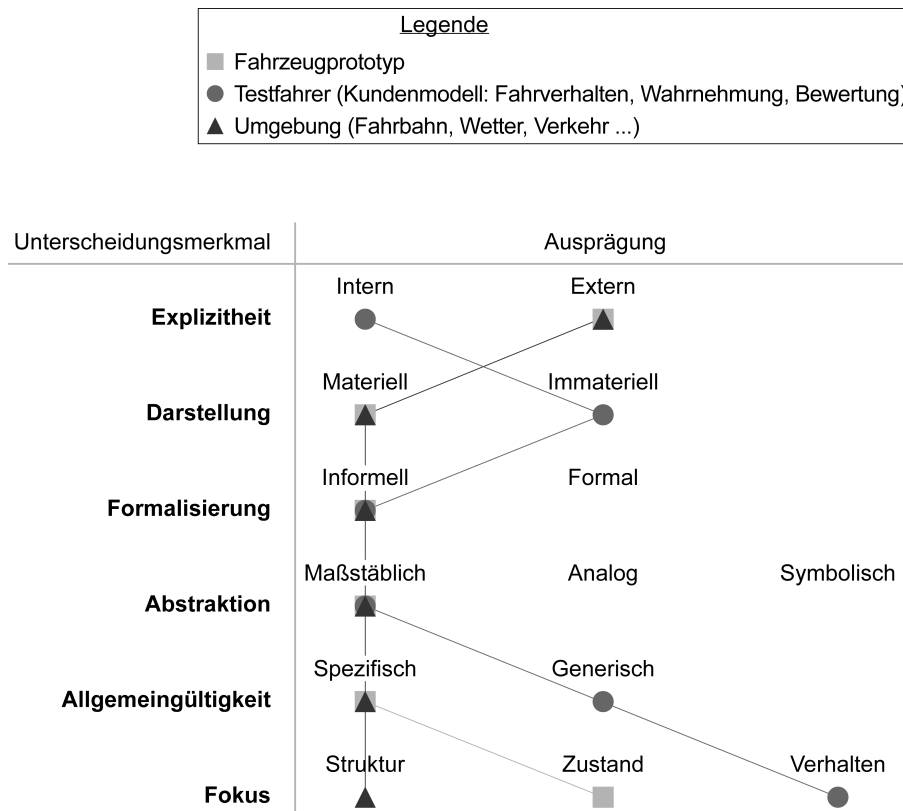 Legende
Fahrzeugprototyp
Testfahrer (Kundenmodell: Fahrverhalten, Wahrnehmung, Bewertung)
Umgebung (Fahrbahn, Wetter, Verkehr ...)
Unterscheidungsmerkmal Ausprägung
Intern Extern
Explizitheit
Materiell Immateriell
Darstellung
Informell Formal
Formalisierung
Maßstäblich Analog Symbolisch
Abstraktion
Spezifisch Generisch
Allgemeingültigkeit
Struktur Zustand Verhalten
Fokus